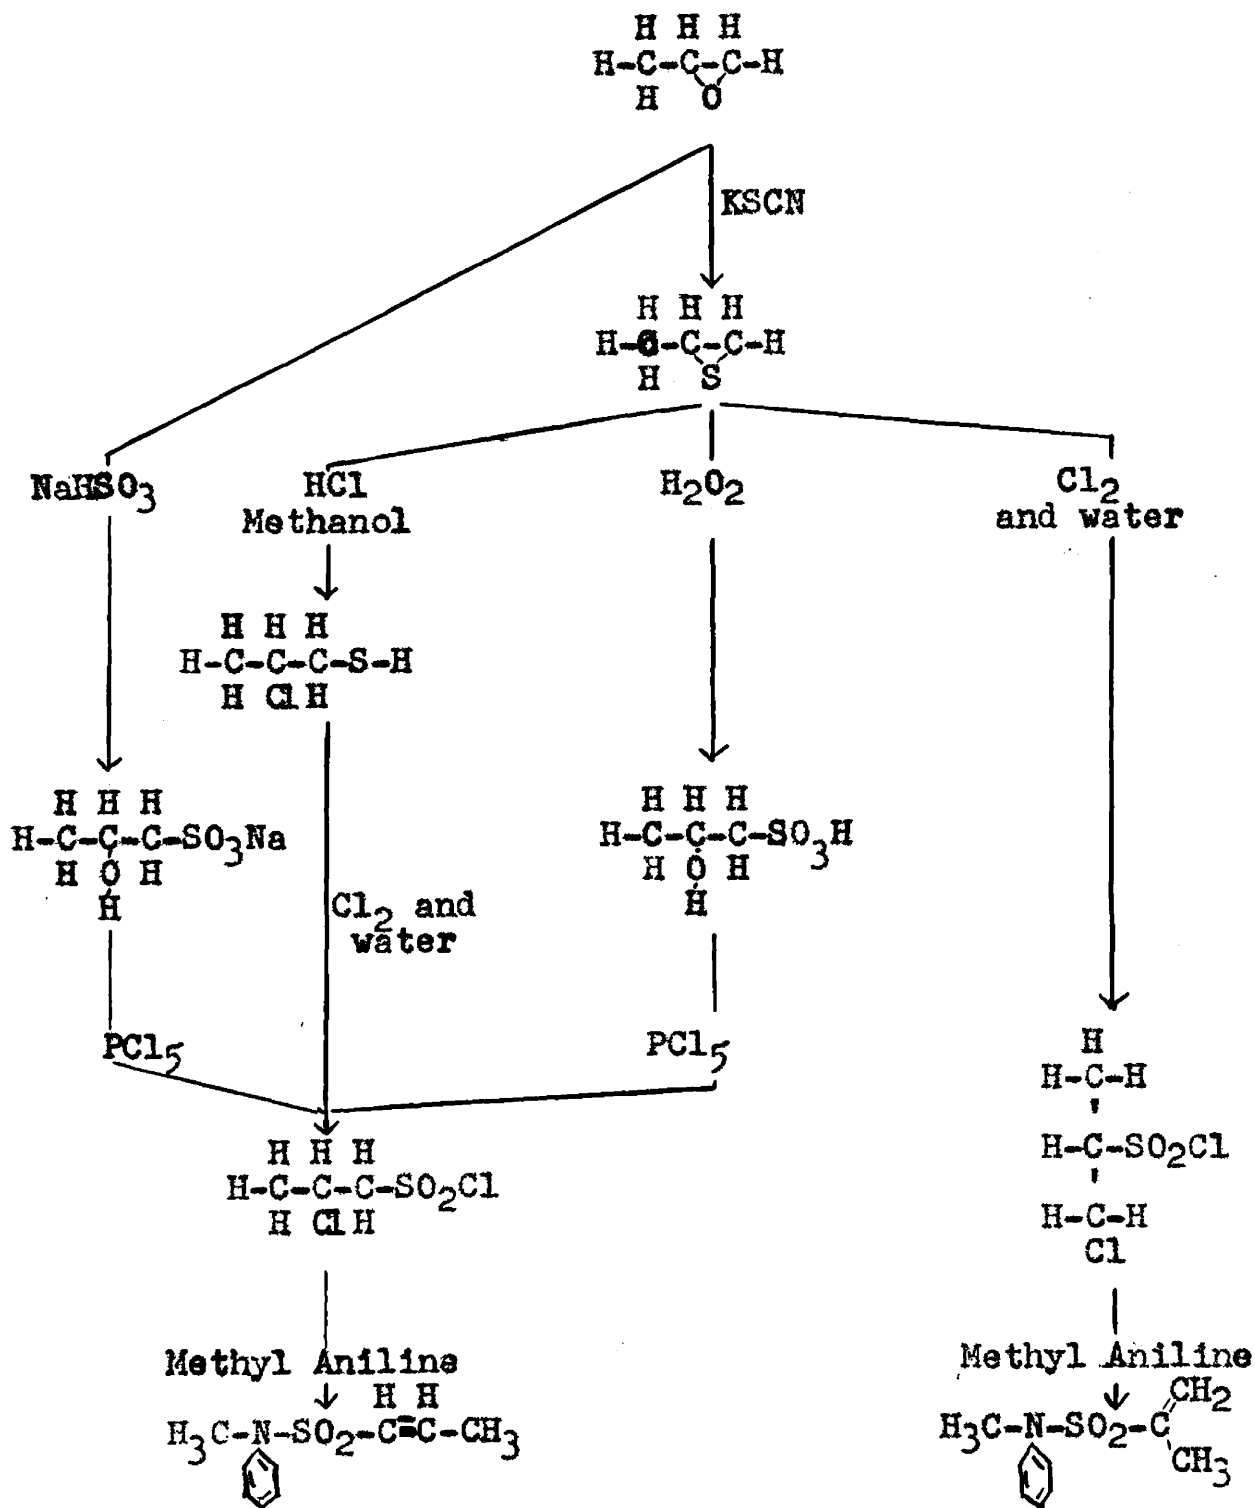 H H H
H-C-C-C-H
H O
KSCN
H H H
H-C-C-C-H
H S
NaHSO3
HCl
Methanol
H2O2
Cl2
and water
H H H
H-C-C-C-S-H
H Cl H
H H H
H-C-C-C-SO3Na
H O H
H
H H H
H-C-C-C-SO3H
H O H
H
Cl2 and
water
PCl5
PCl5
H
H-C-H
H-C-SO2Cl
H-C-H
Cl
H H H
H-C-C-C-SO2Cl
H Cl H
Methyl Aniline
H H
H3C-N-SO2-C=C-CH3
Methyl Aniline
CH2
H3C-N-SO2-C
CH3